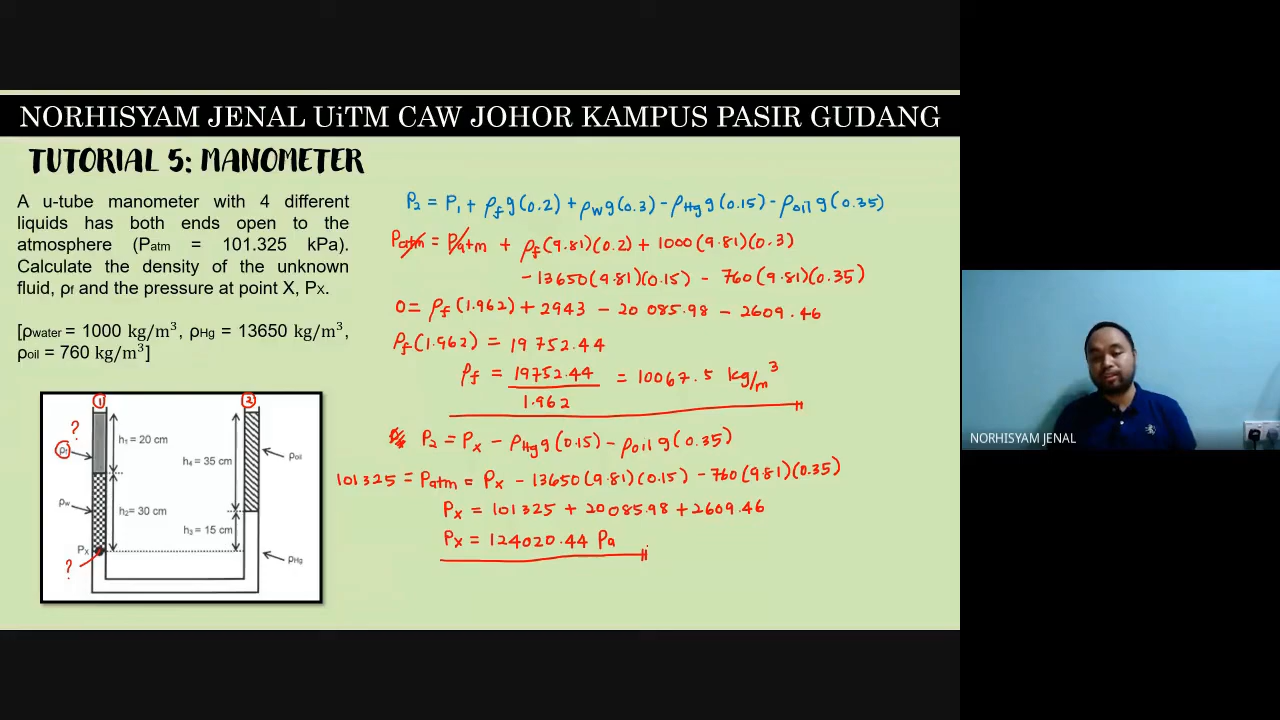 NORHISYAM JENAL UiTM CAW JOHOR KAMPUS PASIR GUDANG
TUTORIAL 5: MANOMETER
A u-tube manometer with 4 different
liquids has both ends open to the
atmosphere (Patm = 101.325 kPa).
Calculate the density of the unknown
fluid, ρf and the pressure at point X, Px.
[ρwater = 1000 kg/m³, ρHg = 13650 kg/m³,
ρoil = 760 kg/m³]
1
2
?
h₁ = 20 cm
ρf
h₄ = 35 cm
ρoil
ρw
h₂= 30 cm
h₃ = 15 cm
Px
?
ρHg
P₂ = P₁ + ρf g(0.2) + ρw g(0.3) - ρHg g(0.15) - ρoil g(0.35)
Patm = Patm + ρf(9.81)(0.2) + 1000(9.81)(0.3)
- 13650(9.81)(0.15) - 760(9.81)(0.35)
0 = ρf(1.962) + 2943 - 20085.98 - 2609.46
ρf(1.962) = 19752.44
ρf = 19752.44 = 10067.5 kg/m³
1.962
P₂ = Px - ρHg g(0.15) - ρoil g(0.35)
101325 = Patm = Px - 13650(9.81)(0.15) - 760(9.81)(0.35)
Px = 101325 + 20085.98 + 2609.46
Px = 124020.44 Pa
NORHISYAM JENAL